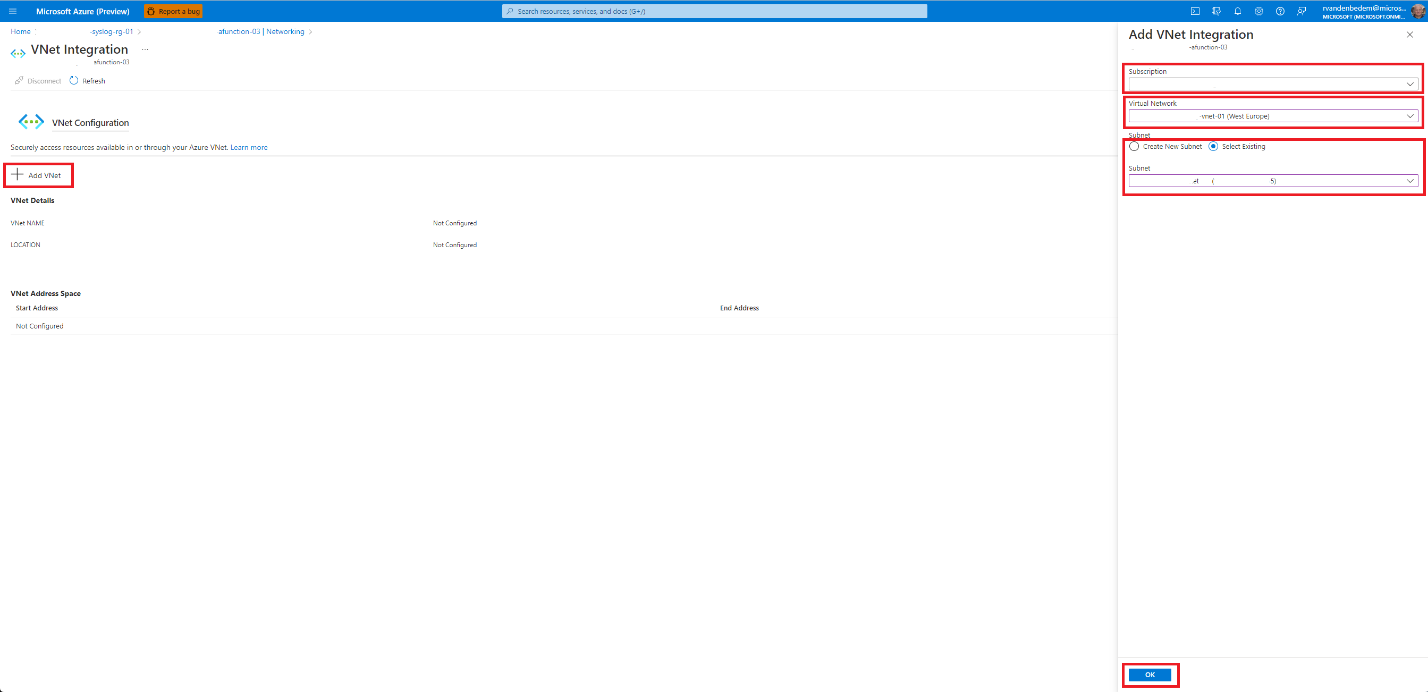 Microsoft Azure (Preview)
Report a bug
Search resources, services, and docs (G+/)
rvandenbedem@micros...
MICROSOFT (MICROSOFT.ONMI...
Home
-syslog-rg-01
afunction-03 | Networking
VNet Integration
...
afunction-03
Disconnect
Refresh
VNet Configuration
Securely access resources available in or through your Azure VNet. Learn more
Add VNet
VNet Details
VNet NAME
Not Configured
LOCATION
Not Configured
VNet Address Space
Start Address
End Address
Not Configured
Add VNet Integration
-afunction-03
Subscription
Virtual Network
-vnet-01 (West Europe)
Subnet
Create New Subnet
Select Existing
Subnet
et ( 5)
OK